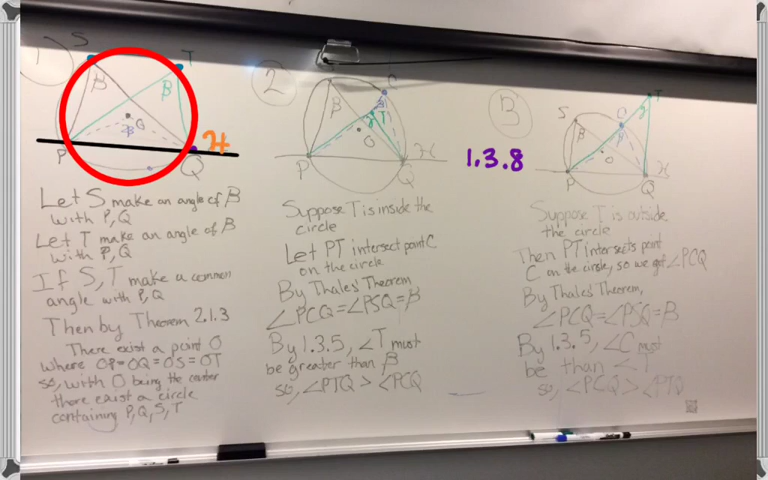 1
S
T
B
β
O
2β
P
Q
H
Let S make an angle of B
with P, Q
Let T make an angle of B
with P, Q
If S, T make a common
angle with P, Q
Then by Theorem 2.1.3
There exist a point O
where OP=OQ=OS=OT
so, with O being the center
there exist a circle
containing P, Q, S, T
2
C
B
T
O
P
Q
H
Suppose T is inside the
circle
Let PT intersect point C
on the circle
By Thales' Theorem
∠PCQ=∠PSQ=B
By 1.3.5, ∠T must
be greater than β
so, ∠PTQ > ∠PCQ
3
1.3.8
T
S
C
B
O
P
Q
H
Suppose T is outside
the circle
Then PT intersects point
C on the circle, so we get ∠PCQ
By Thales' Theorem,
∠PCQ=∠PSQ=B
By 1.3.5, ∠C must
be than ∠T
so, ∠PCQ > ∠PTQ